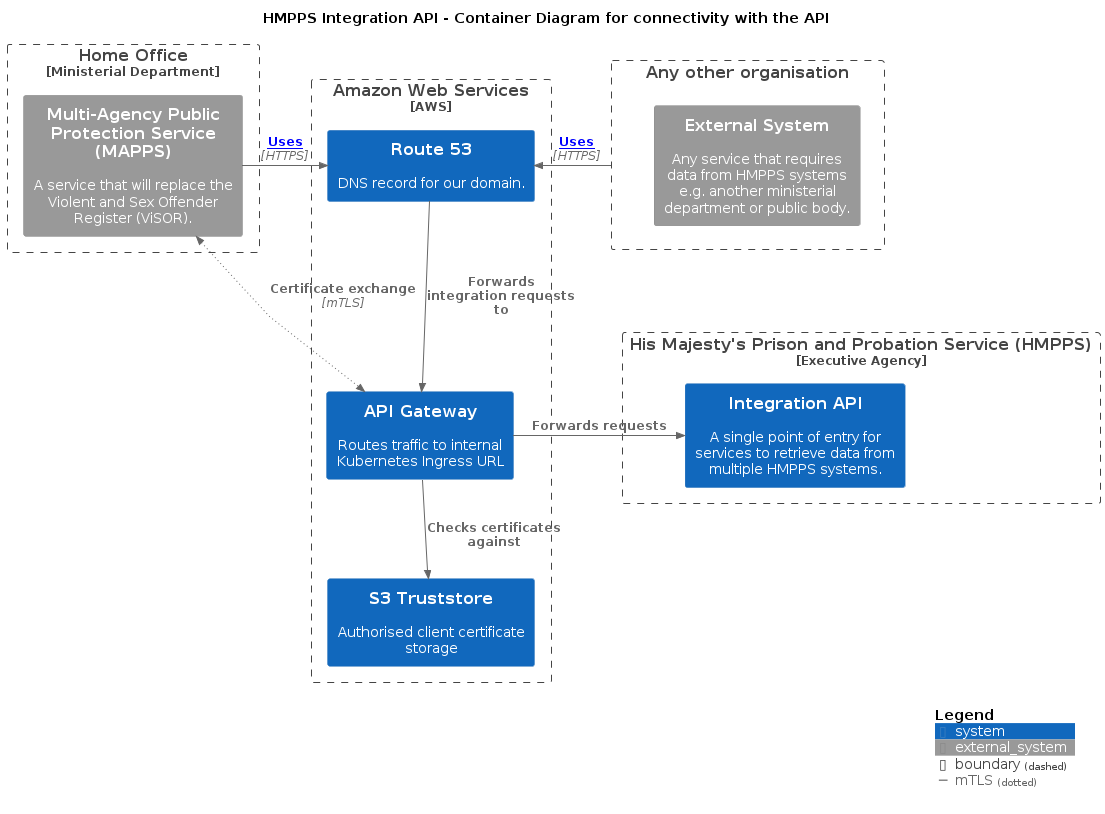 HMPPS Integration API - Container Diagram for connectivity with the API
Home Office
[Ministerial Department]
Multi-Agency Public
Protection Service
(MAPPS)
A service that will replace the
Violent and Sex Offender
Register (ViSOR).
Uses
[HTTPS]
Amazon Web Services
[AWS]
Route 53
DNS record for our domain.
Uses
[HTTPS]
Any other organisation
External System
Any service that requires
data from HMPPS systems
e.g. another ministerial
department or public body.
Certificate exchange
[mTLS]
Forwards
integration requests
to
His Majesty's Prison and Probation Service (HMPPS)
[Executive Agency]
API Gateway
Routes traffic to internal
Kubernetes Ingress URL
Forwards requests
Integration API
A single point of entry for
services to retrieve data from
multiple HMPPS systems.
Checks certificates
against
S3 Truststore
Authorised client certificate
storage
Legend
system
external_system
boundary (dashed)
mTLS (dotted)